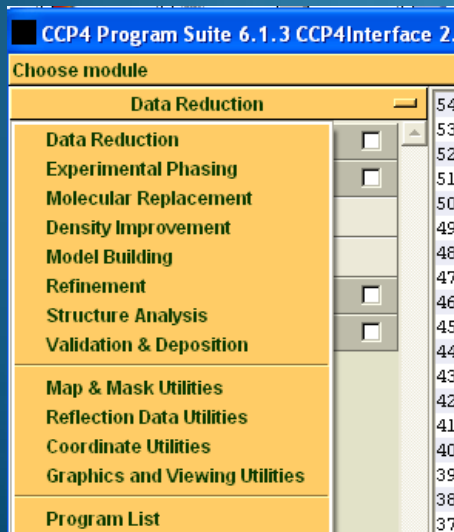 CCP4 Program Suite 6.1.3 CCP4Interface 2.
Choose module
Data Reduction
Data Reduction
Experimental Phasing
Molecular Replacement
Density Improvement
Model Building
Refinement
Structure Analysis
Validation & Deposition
Map & Mask Utilities
Reflection Data Utilities
Coordinate Utilities
Graphics and Viewing Utilities
Program List
54
53
52
51
50
49
48
47
46
45
44
43
42
41
40
39
38
37